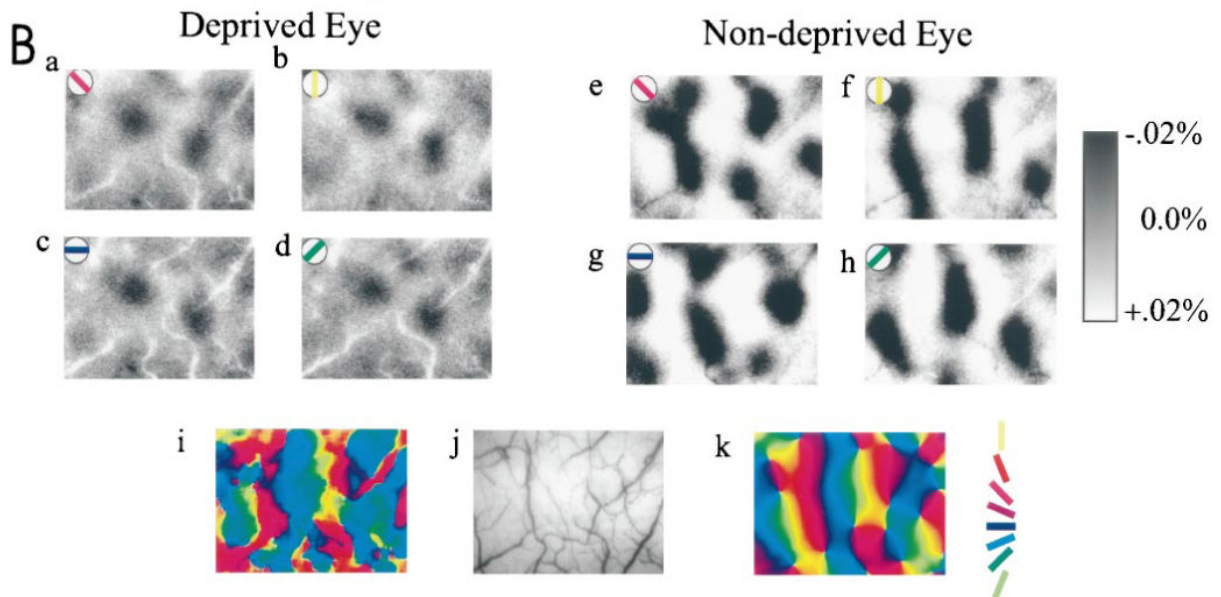 B
Deprived Eye
Non-deprived Eye
a
b
e
f
-.02%
0.0%
+.02%
c
d
g
h
i
j
k